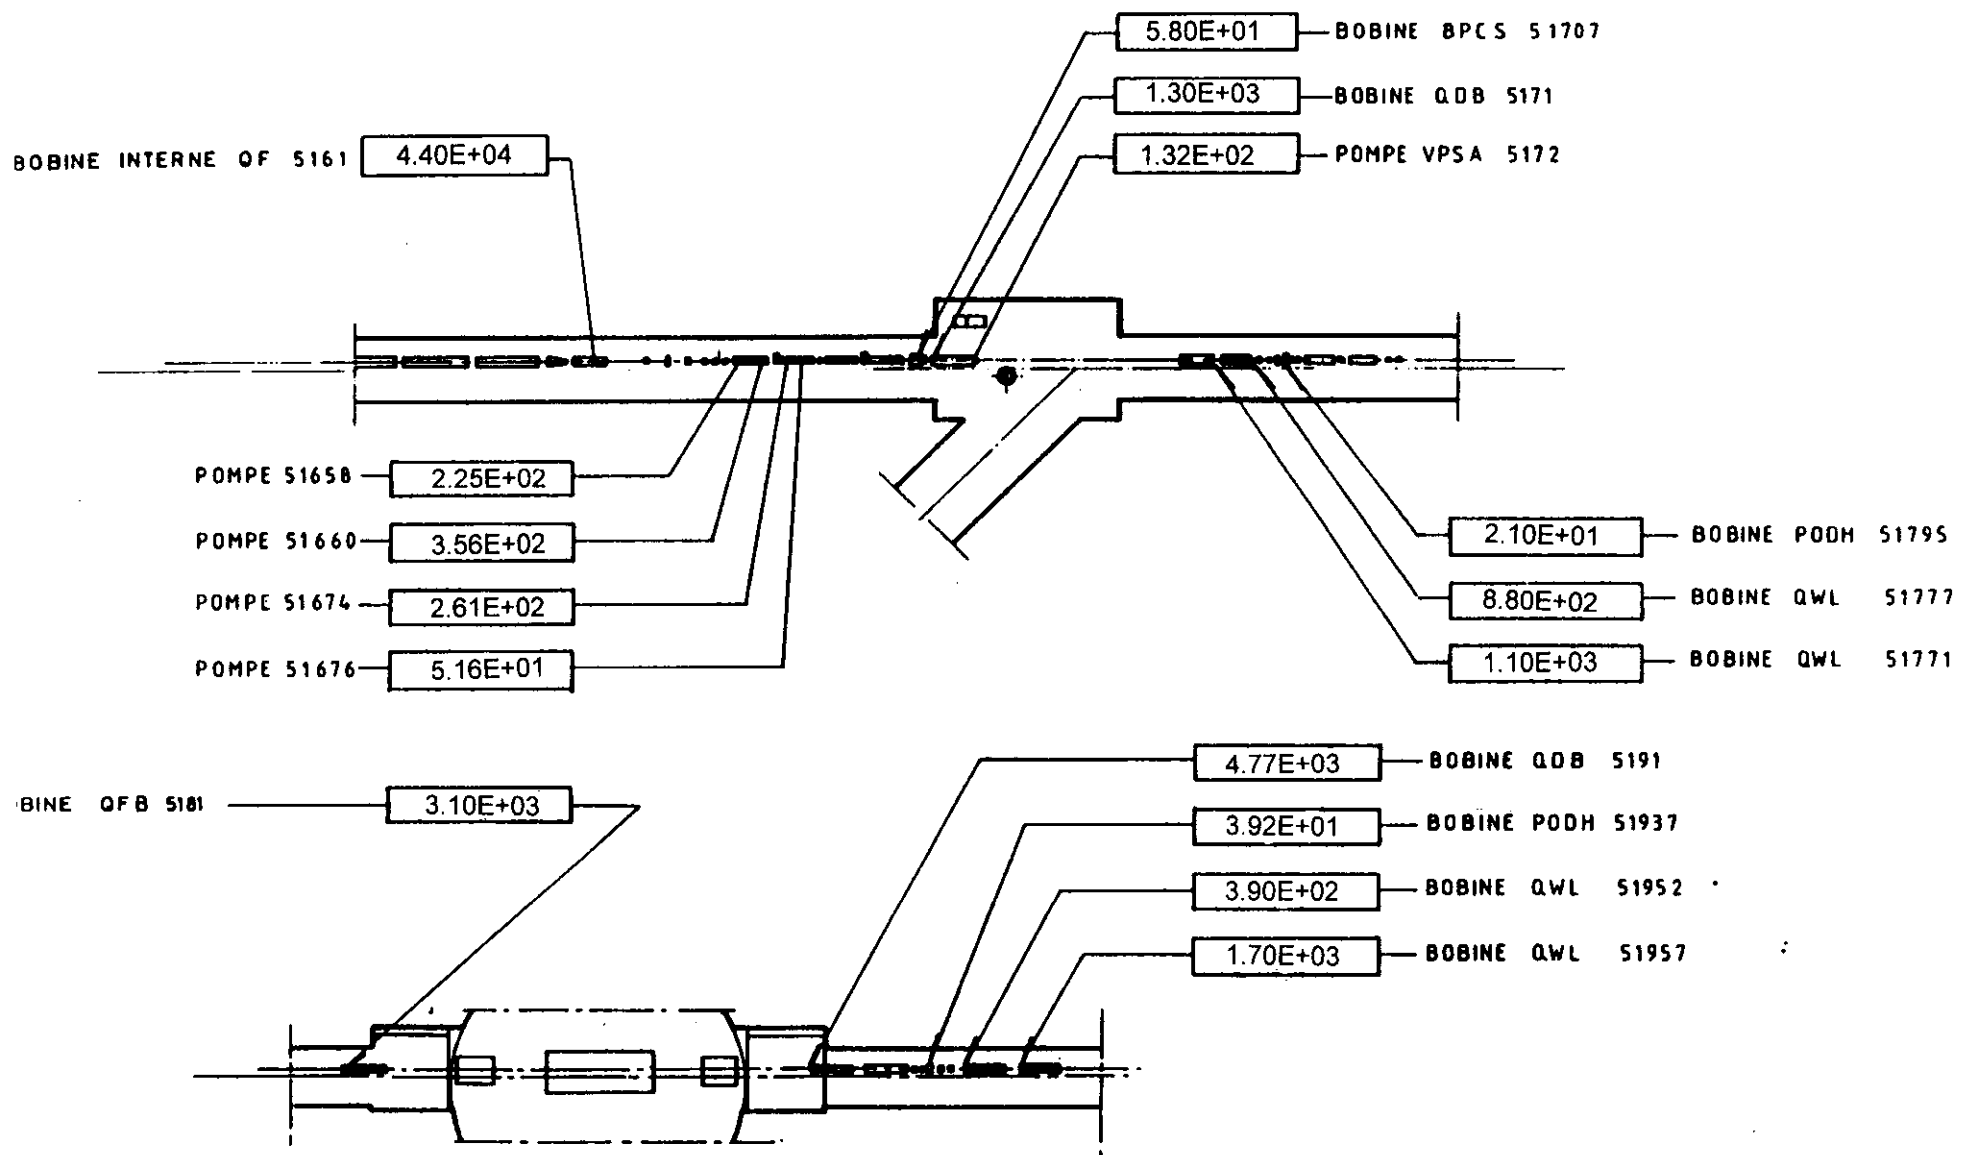 5.80E+01 BOBINE BPCS 51707
1.30E+03 BOBINE QDB 5171
BOBINE INTERNE QF 5161 4.40E+04
1.32E+02 POMPE VPSA 5172
POMPE 51658 2.25E+02
POMPE 51660 3.56E+02
POMPE 51674 2.61E+02
POMPE 51676 5.16E+01
2.10E+01 BOBINE PODH 51795
8.80E+02 BOBINE QWL 51777
1.10E+03 BOBINE QWL 51771
BINE QFB 5181 3.10E+03
4.77E+03 BOBINE QDB 5191
3.92E+01 BOBINE PODH 51937
3.90E+02 BOBINE QWL 51952
1.70E+03 BOBINE QWL 51957